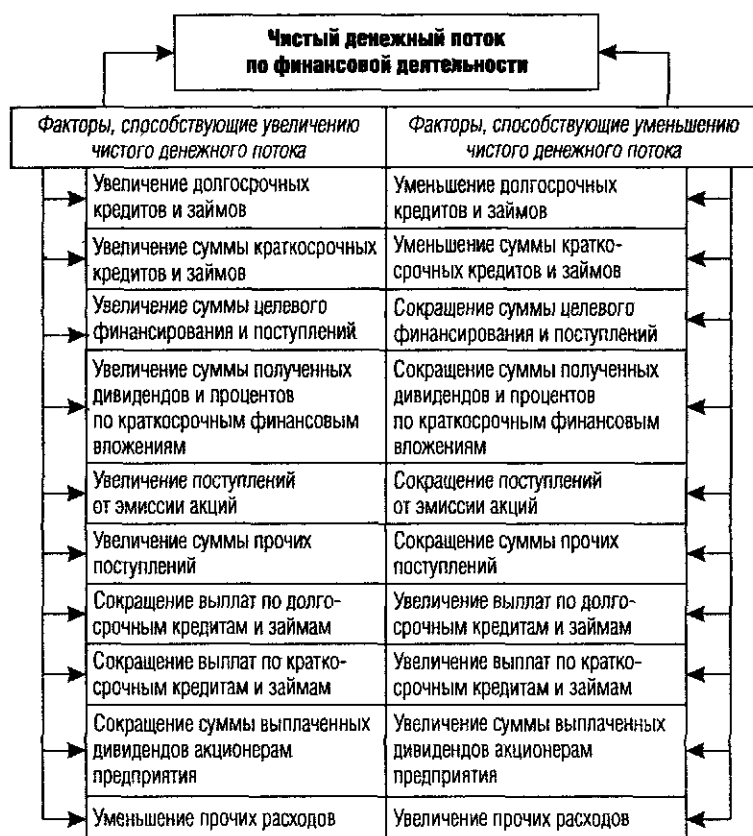 Чистый денежный поток
по финансовой деятельности
Факторы, способствующие увеличению
чистого денежного потока
Факторы, способствующие уменьшению
чистого денежного потока
Увеличение долгосрочных
кредитов и займов
Уменьшение долгосрочных
кредитов и займов
Увеличение суммы краткосрочных
кредитов и займов
Уменьшение суммы кратко-
срочных кредитов и займов
Увеличение суммы целевого
финансирования и поступлений
Сокращение суммы целевого
финансирования и поступлений
Увеличение суммы полученных
дивидендов и процентов
по краткосрочным финансовым
вложениям
Сокращение суммы полученных
дивидендов и процентов
по краткосрочным финансовым
вложениям
Увеличение поступлений
от эмиссии акций
Сокращение поступлений
от эмиссии акций
Увеличение суммы прочих
поступлений
Сокращение суммы прочих
поступлений
Сокращение выплат по долго-
срочным кредитам и займам
Увеличение выплат по долго-
срочным кредитам и займам
Сокращение выплат по кратко-
срочным кредитам и займам
Увеличение выплат по кратко-
срочным кредитам и займам
Сокращение суммы выплаченных
дивидендов акционерам
предприятия
Увеличение суммы выплаченных
дивидендов акционерам
предприятия
Уменьшение прочих расходов
Увеличение прочих расходов